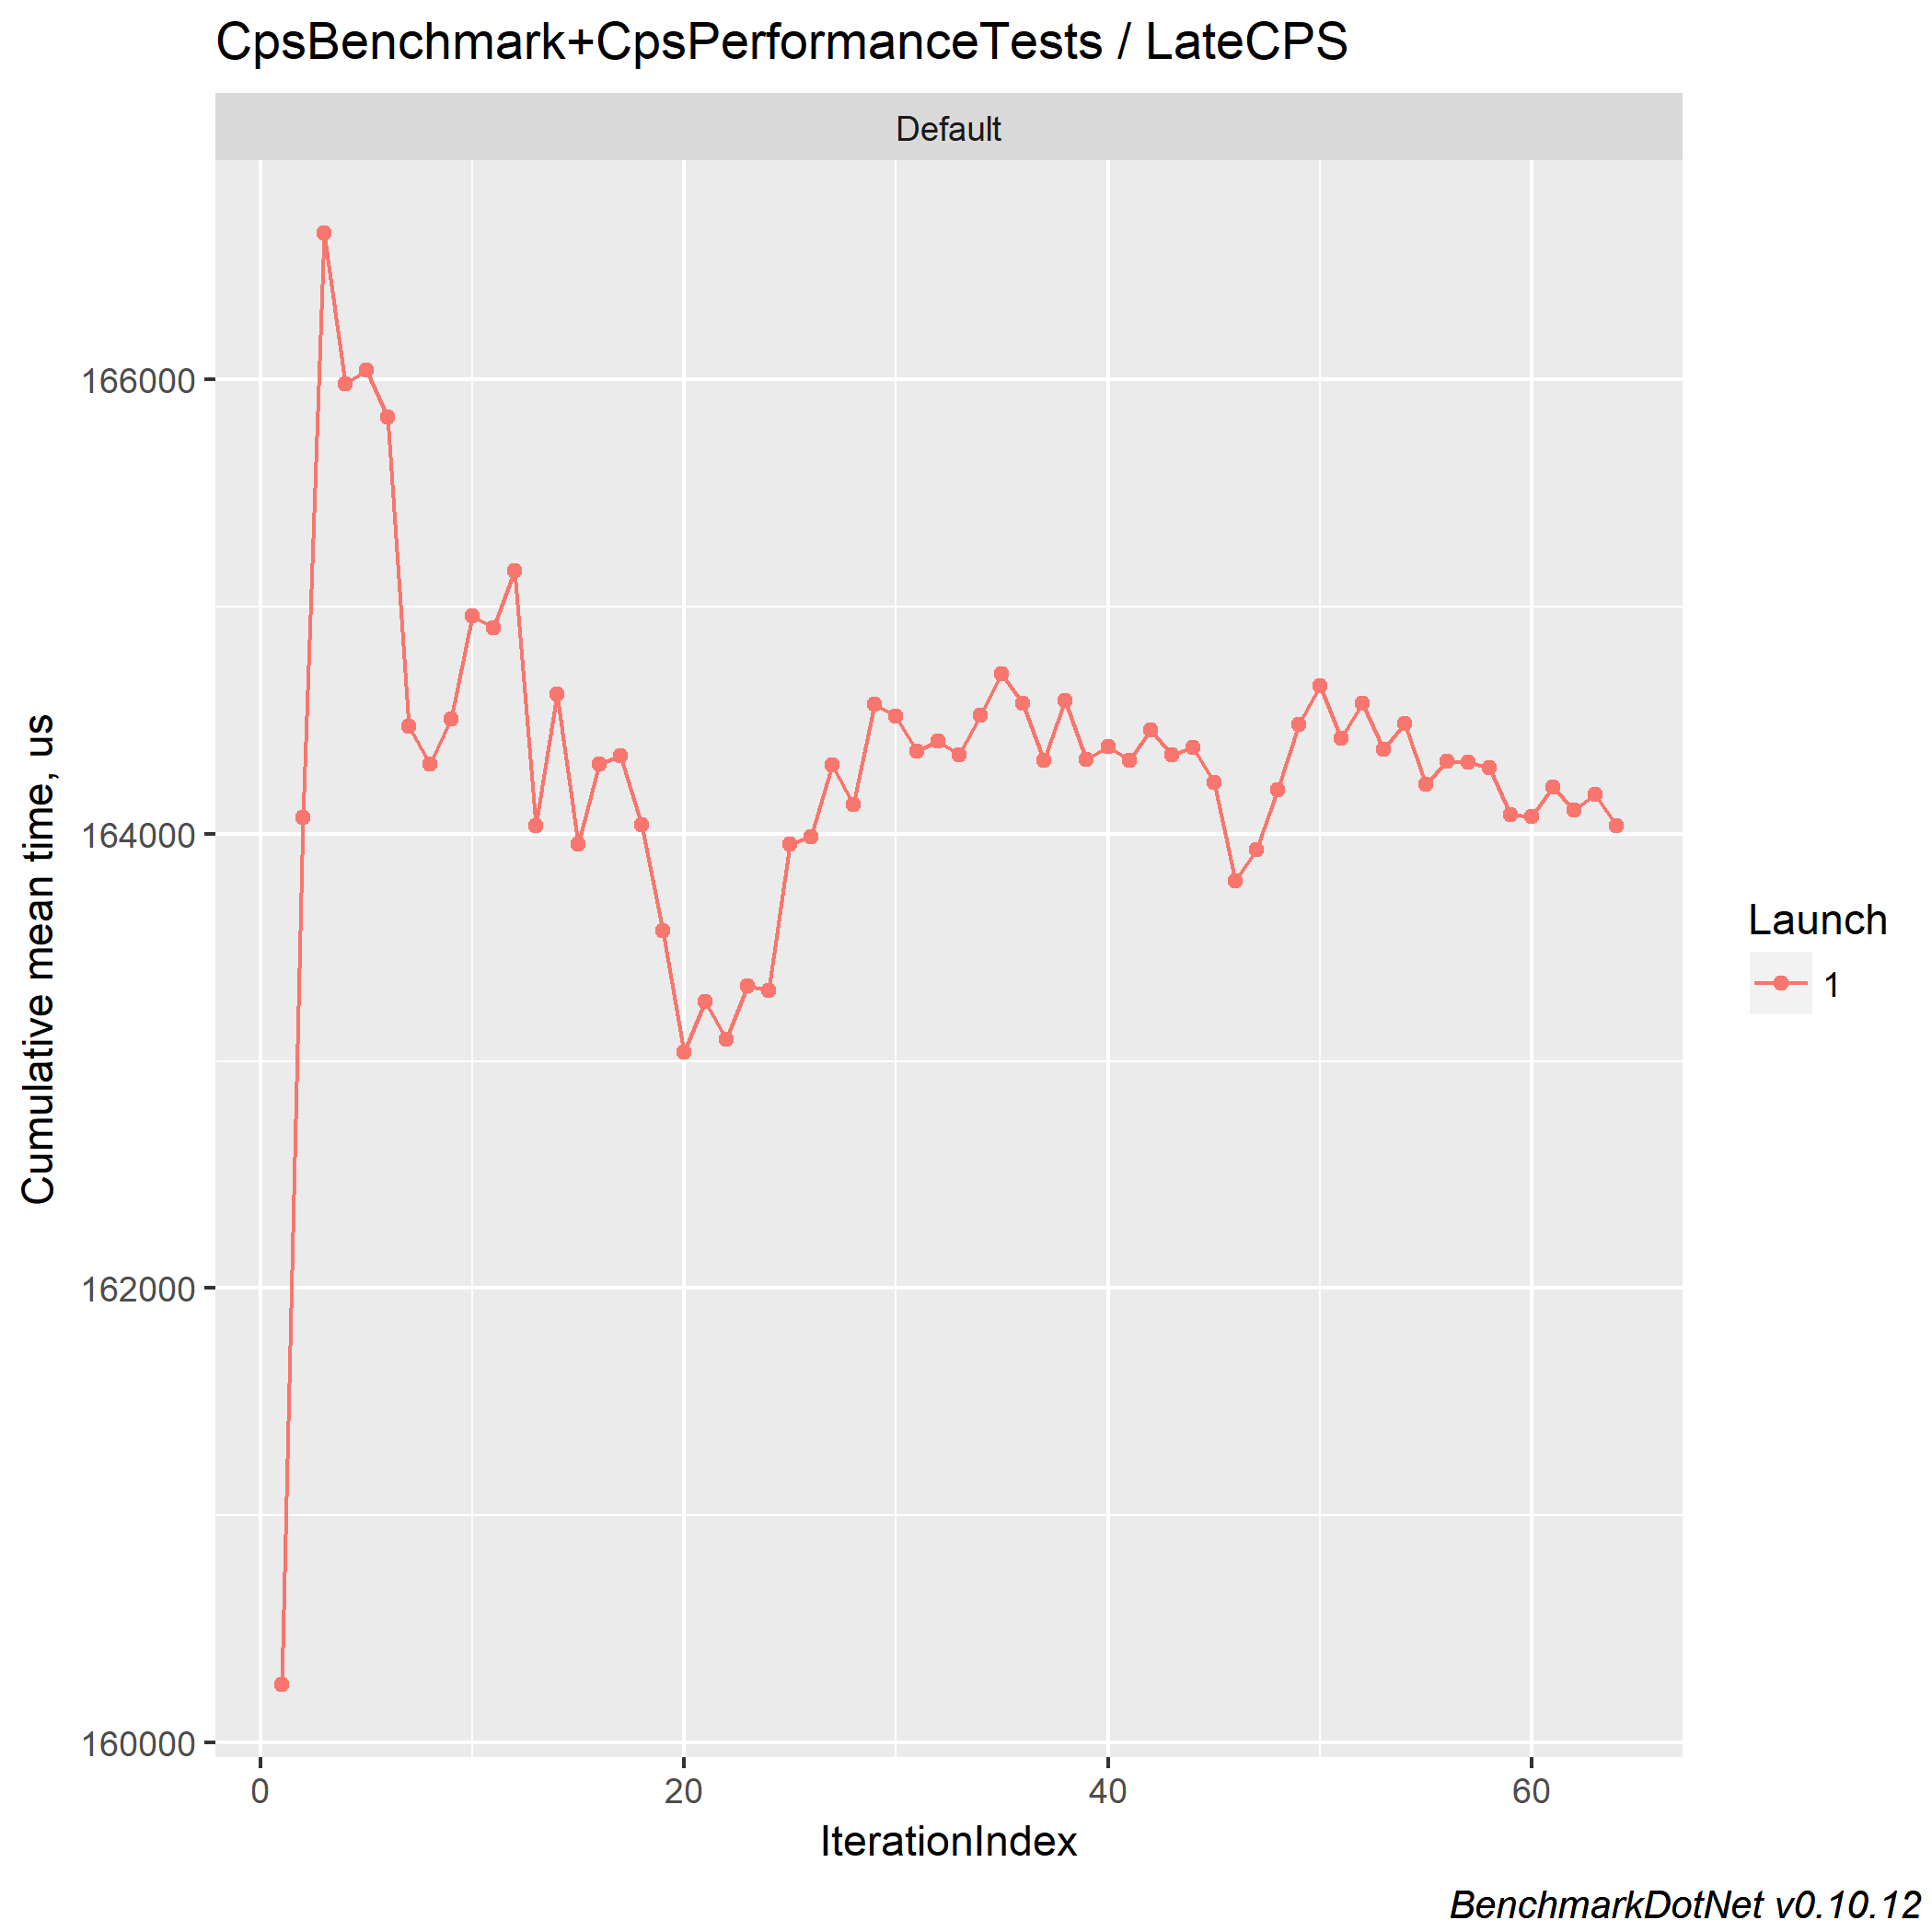 CpsBenchmark+CpsPerformanceTests / LateCPS
Default
Cumulative mean time, us
166000
164000
162000
160000
0 20 40 60
IterationIndex
Launch
1
BenchmarkDotNet v0.10.12